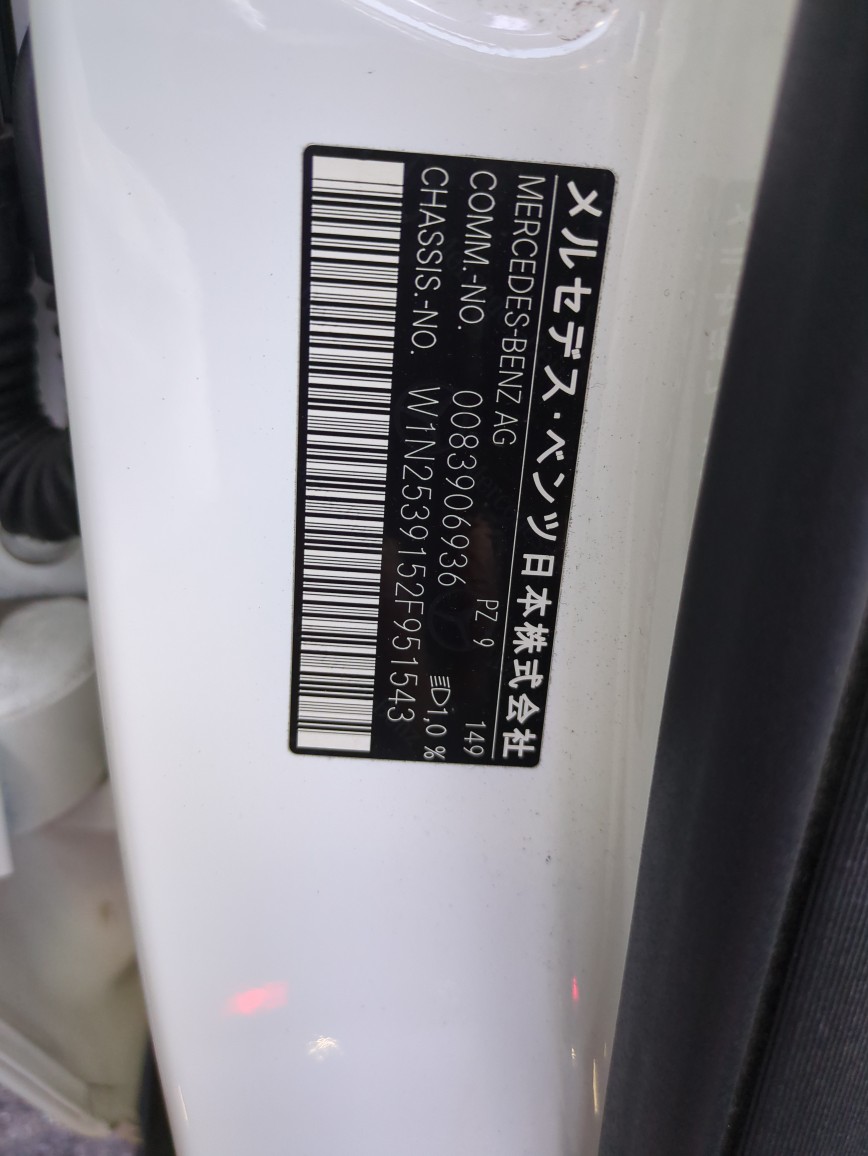 メルセデス・ベンツ日本株式会社
MERCEDES-BENZ AG
PZ 9 149
COMM.-NO. 0083906936 1,0 %
CHASSIS.-NO. W1N2539152F951543